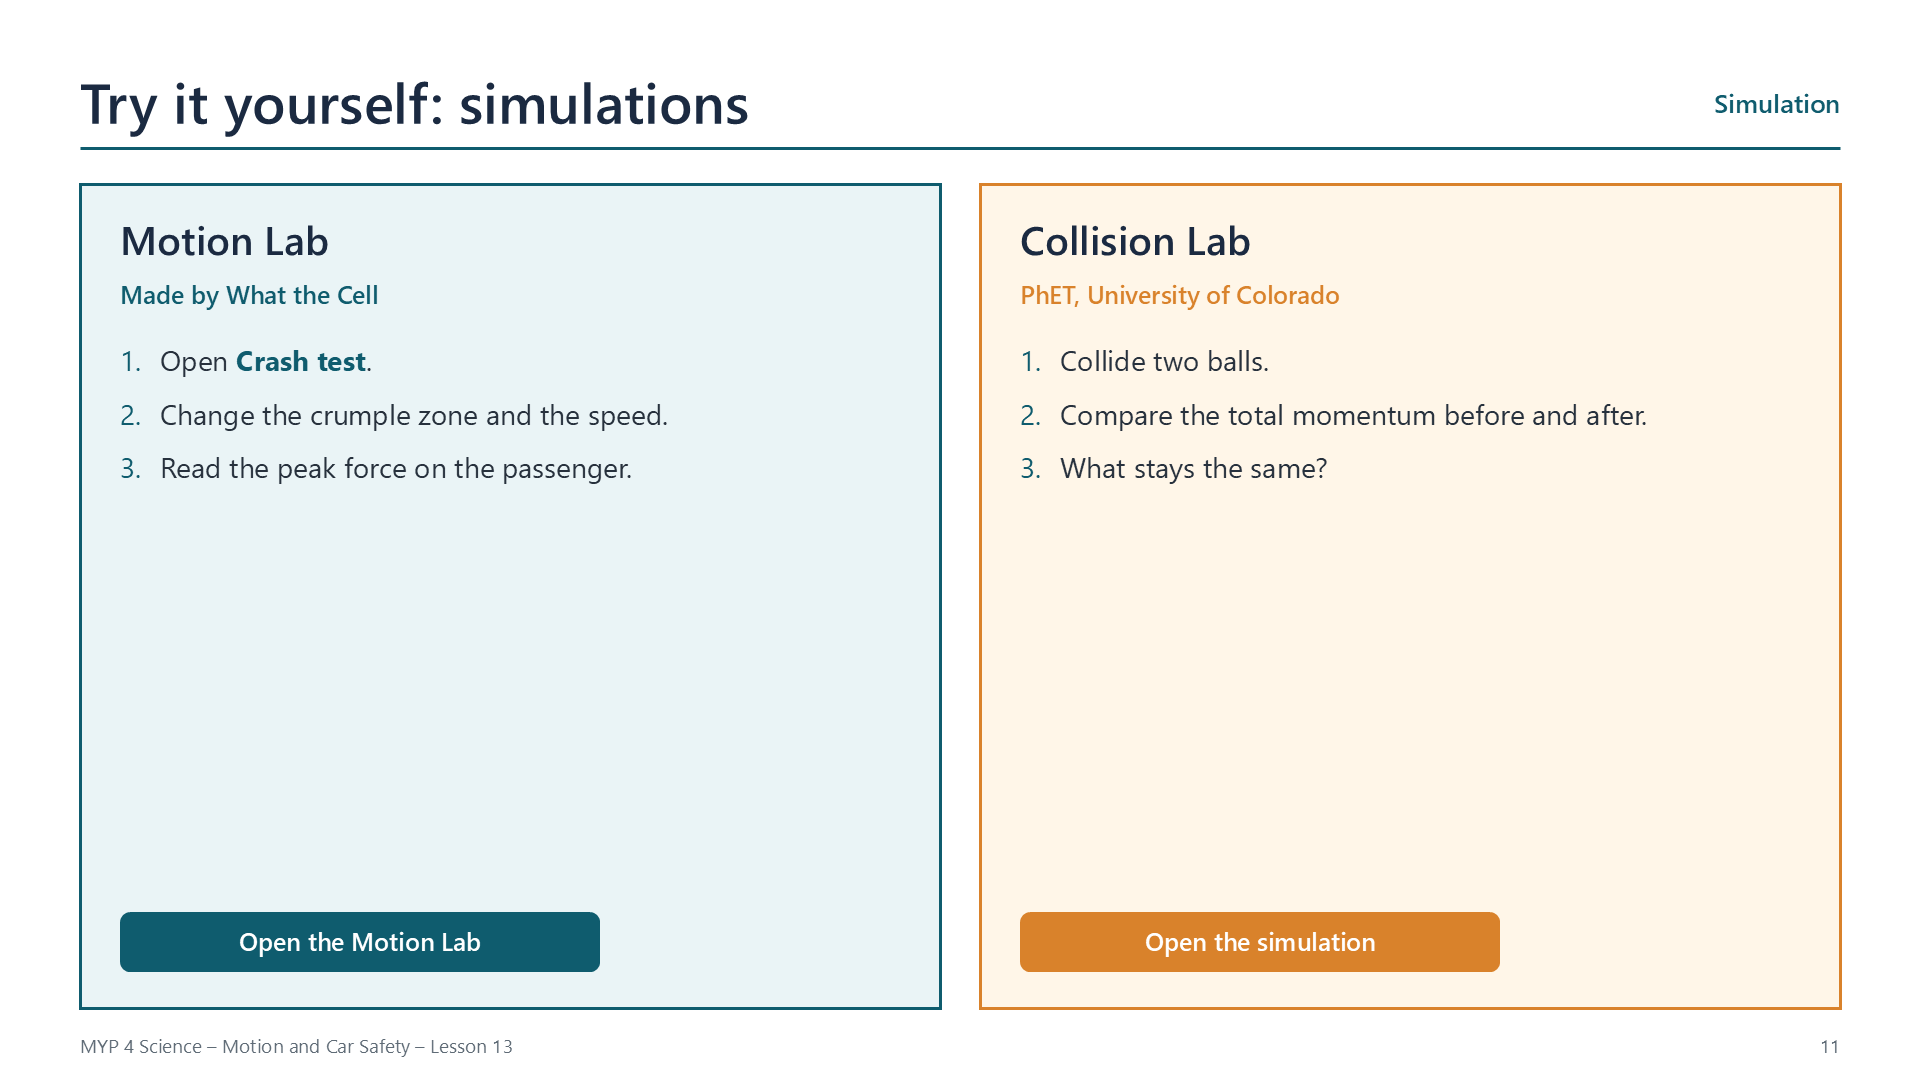 Try it yourself: simulations
Simulation
Motion Lab
Made by What the Cell
1. Open Crash test.
2. Change the crumple zone and the speed.
3. Read the peak force on the passenger.
Open the Motion Lab
Collision Lab
PhET, University of Colorado
1. Collide two balls.
2. Compare the total momentum before and after.
3. What stays the same?
Open the simulation
MYP 4 Science – Motion and Car Safety – Lesson 13
11